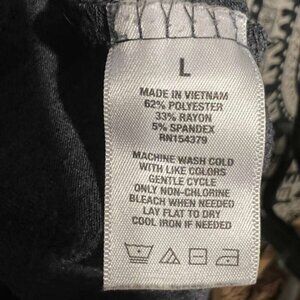 L
MADE IN VIETNAM
62% POLYESTER
33% RAYON
5% SPANDEX
RN154379
MACHINE WASH COLD
WITH LIKE COLORS
GENTLE CYCLE
ONLY NON-CHLORINE
BLEACH WHEN NEEDED
LAY FLAT TO DRY
COOL IRON IF NEEDED